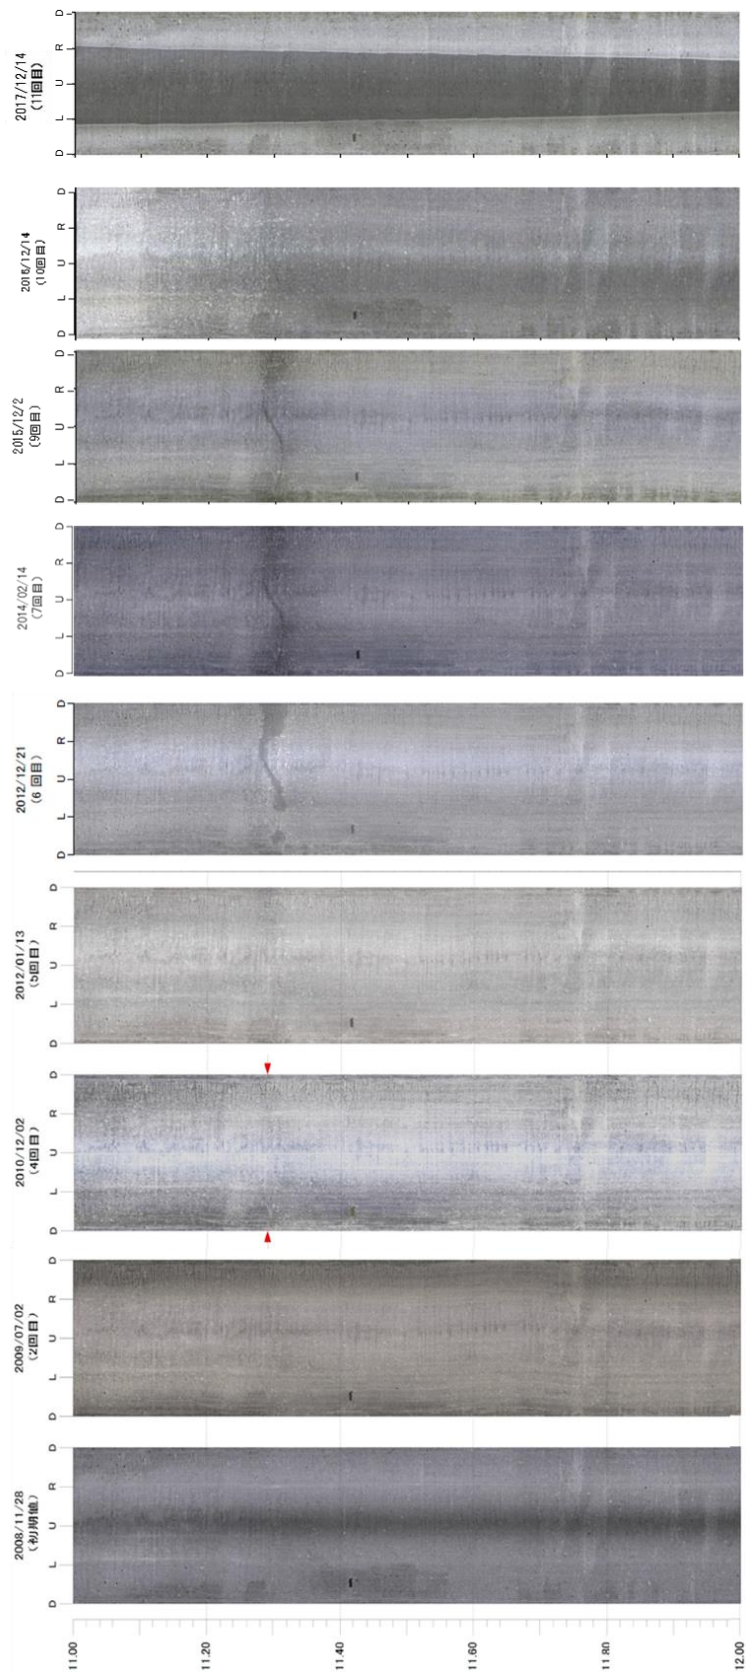 2017/12/14
(11回目)
D
R
U
L
D
2016/12/14
(10回目)
D
R
U
L
D
2015/12/2
(9回目)
D
R
U
L
D
2014/02/14
(7回目)
D
R
U
L
D
2012/12/21
(6 回目)
D
R
U
L
D
2012/01/13
(5回目)
D
R
U
L
D
2010/12/02
(4回目)
D
R
U
L
D
2009/07/02
(2回目)
D
R
U
L
D
2008/11/28
(初期値)
D
R
U
L
D
11.00
11.20
11.40
11.60
11.80
12.00